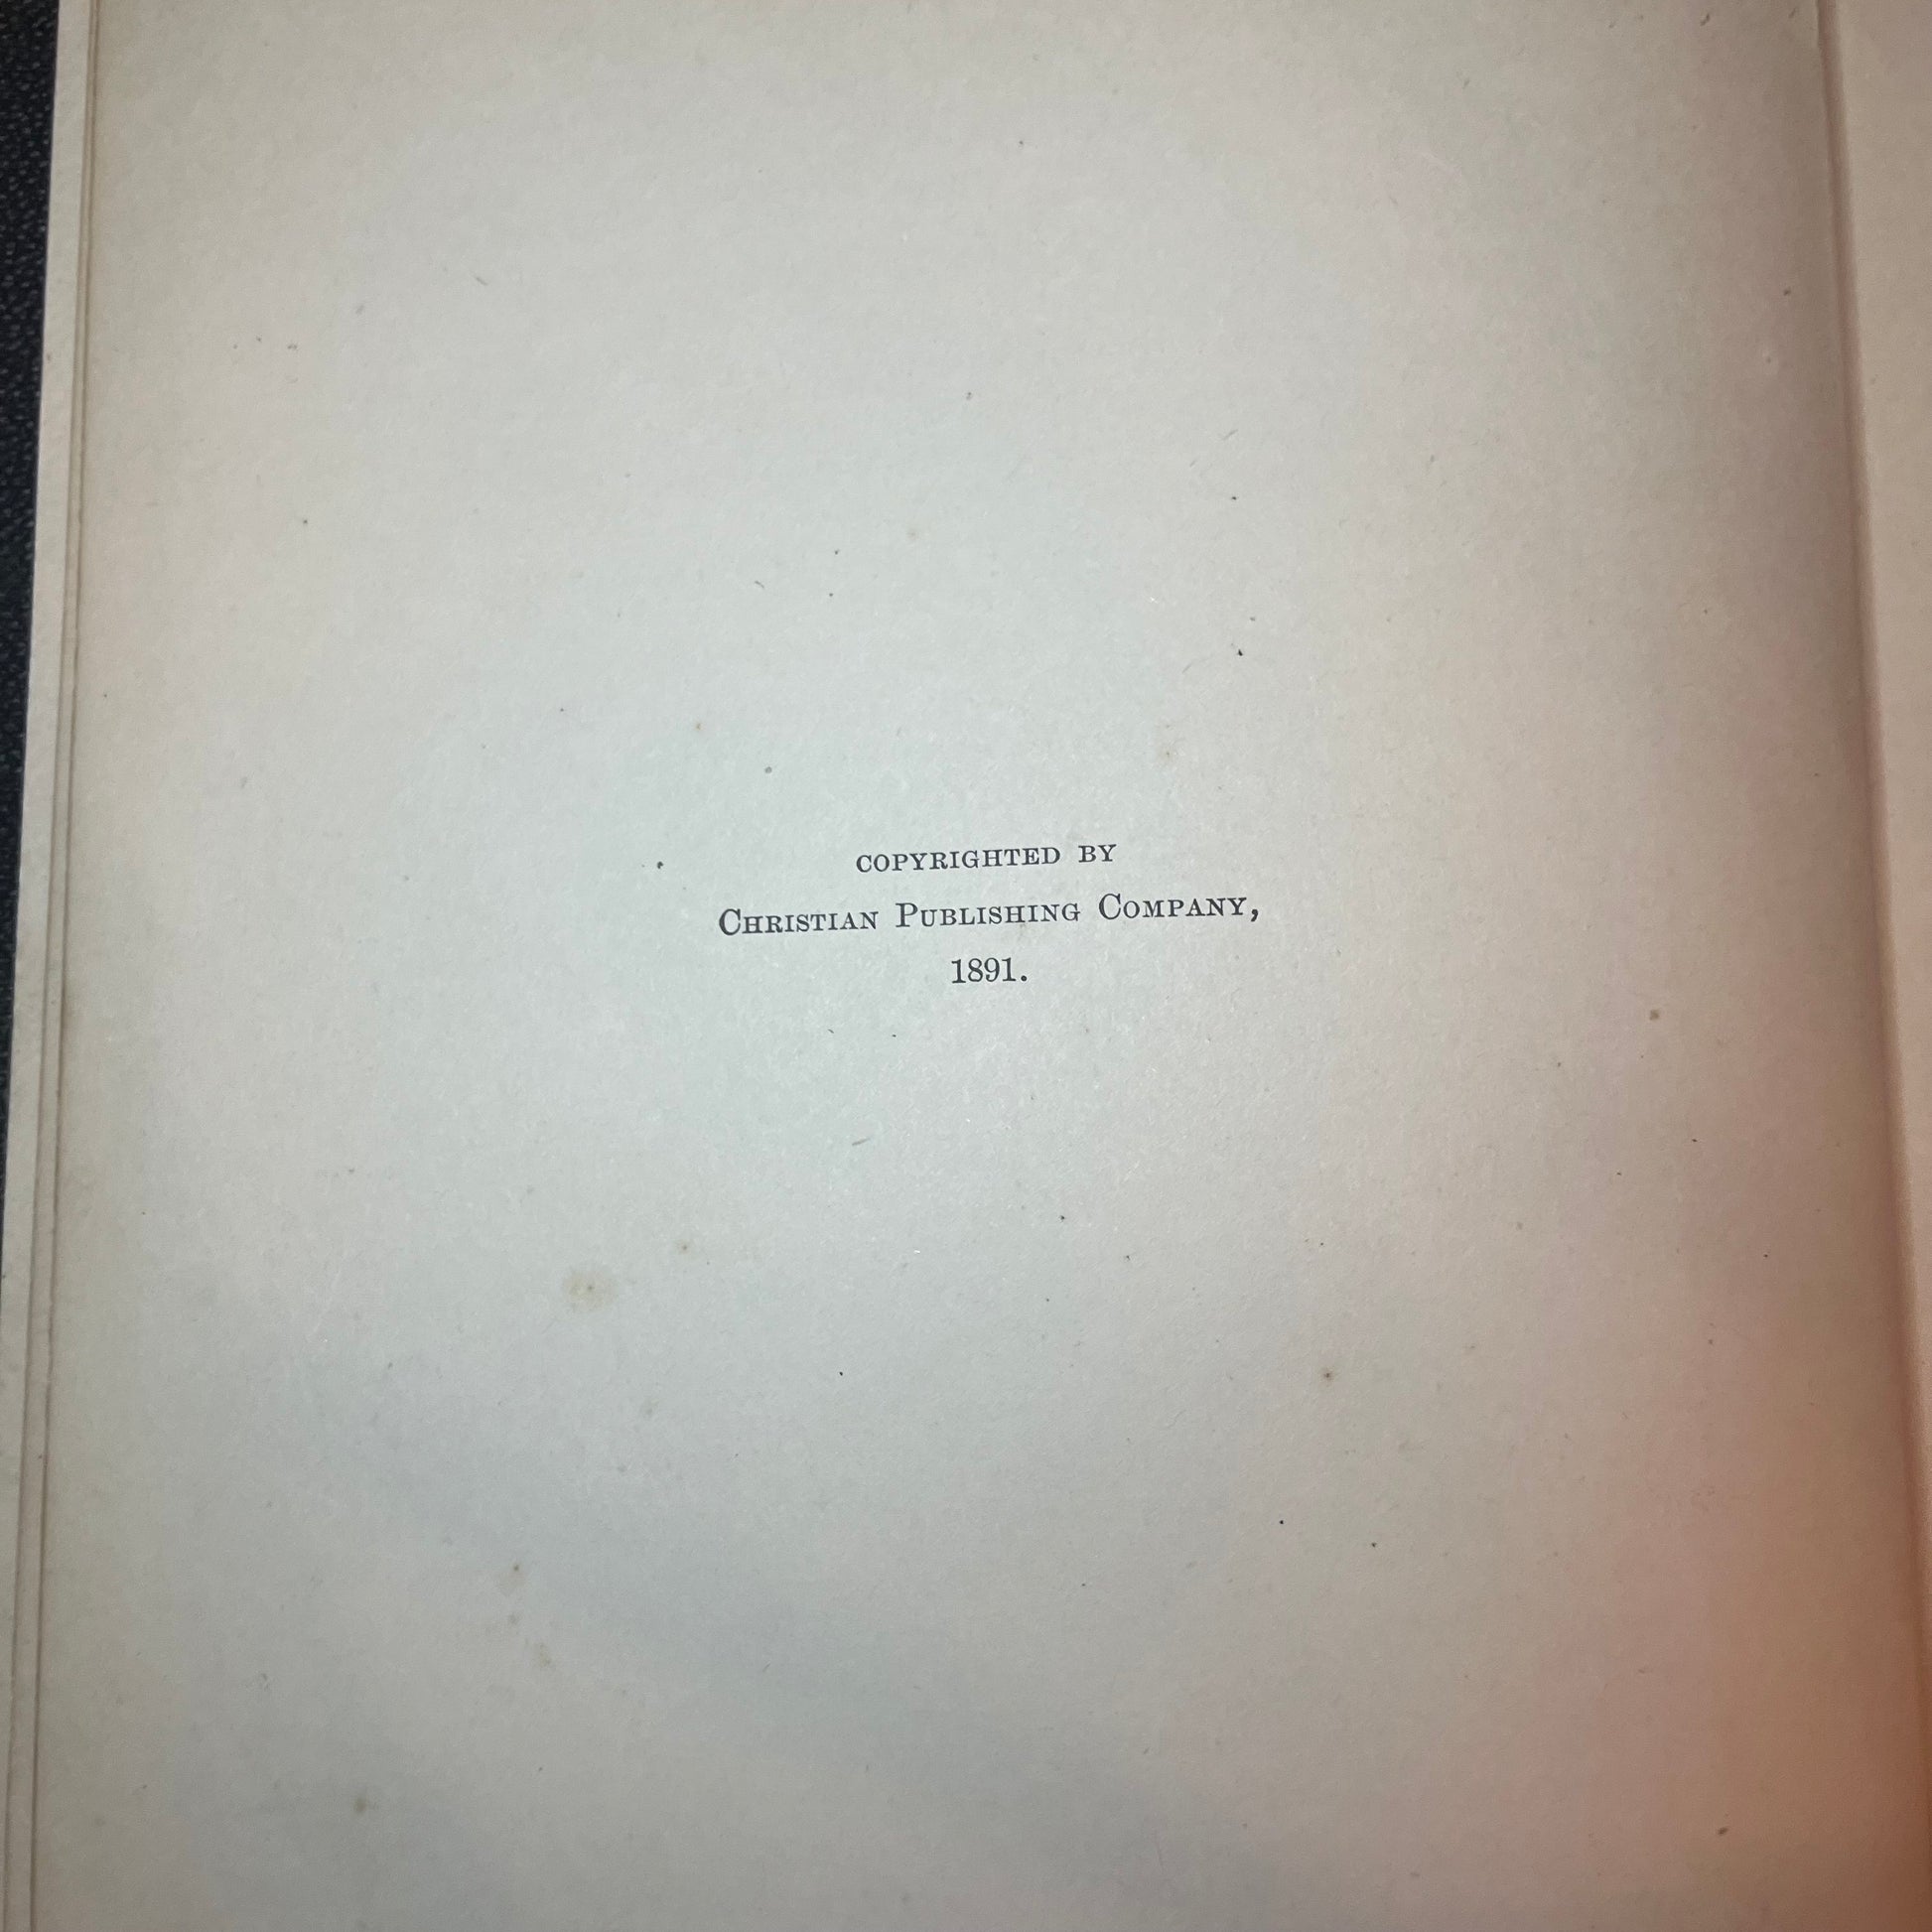 COPYRIGHTED BY
CHRISTIAN PUBLISHING COMPANY,
1891.